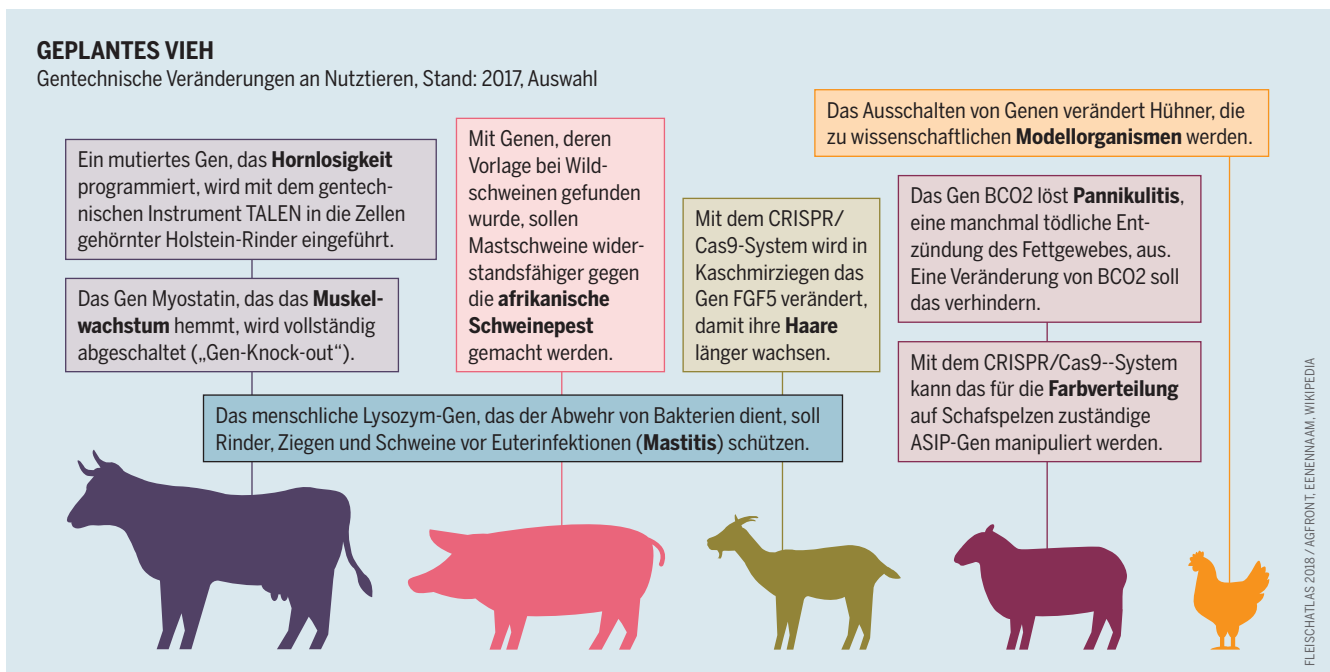 GEPLANTES VIEH
Gentechnische Veränderungen an Nutztieren, Stand: 2017, Auswahl
Ein mutiertes Gen, das Hornlosigkeit
programmiert, wird mit dem gentech-
nischen Instrument TALEN in die Zellen
gehörnter Holstein-Rinder eingeführt.
Das Gen Myostatin, das das Muskel-
wachstum hemmt, wird vollständig
abgeschaltet („Gen-Knock-out“).
Mit Genen, deren
Vorlage bei Wild-
schweinen gefunden
wurde, sollen
Mastschweine wider-
standsfähiger gegen
die afrikanische
Schweinepest
gemacht werden.
Mit dem CRISPR/
Cas9-System wird in
Kaschmirziegen das
Gen FGF5 verändert,
damit ihre Haare
länger wachsen.
Das Ausschalten von Genen verändert Hühner, die
zu wissenschaftlichen Modellorganismen werden.
Das Gen BCO2 löst Pannikulitis,
eine manchmal tödliche Ent-
zündung des Fettgewebes, aus.
Eine Veränderung von BCO2 soll
das verhindern.
Mit dem CRISPR/Cas9--System
kann das für die Farbverteilung
auf Schafspelzen zuständige
ASIP-Gen manipuliert werden.
Das menschliche Lysozym-Gen, das der Abwehr von Bakterien dient, soll
Rinder, Ziegen und Schweine vor Euterinfektionen (Mastitis) schützen.
FLEISCHATLAS 2018 / AGFRONT, EENENNAAM, WIKIPEDIA